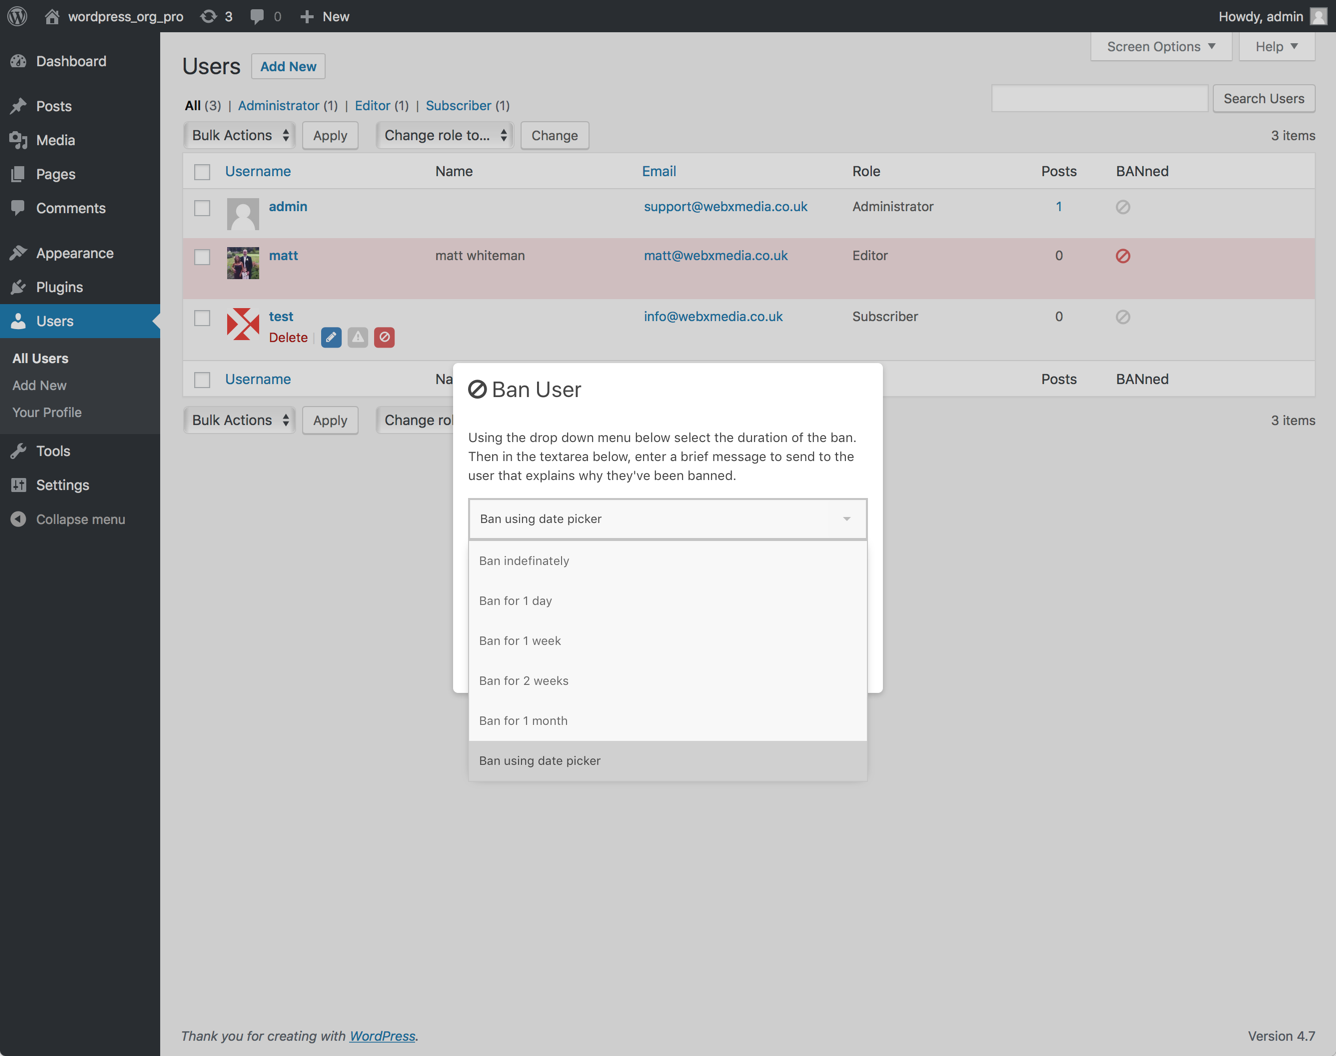 wordpress_org_pro 3 0 New Howdy, admin
Dashboard
Posts
Media
Pages
Comments
Appearance
Plugins
Users
All Users
Add New
Your Profile
Tools
Settings
Collapse menu
Screen Options Help
Users Add New
All (3) | Administrator (1) | Editor (1) | Subscriber (1)
Search Users
Bulk Actions Apply Change role to... Change 3 items
Username Name Email Role Posts BANned
admin support@webxmedia.co.uk Administrator 1
matt matt whiteman matt@webxmedia.co.uk Editor 0
test info@webxmedia.co.uk Subscriber 0
Delete
Username Na Posts BANned
Bulk Actions Apply Change rol 3 items
Ban User
Using the drop down menu below select the duration of the ban.
Then in the textarea below, enter a brief message to send to the
user that explains why they've been banned.
Ban using date picker
Ban indefinately
Ban for 1 day
Ban for 1 week
Ban for 2 weeks
Ban for 1 month
Ban using date picker
Thank you for creating with WordPress. Version 4.7